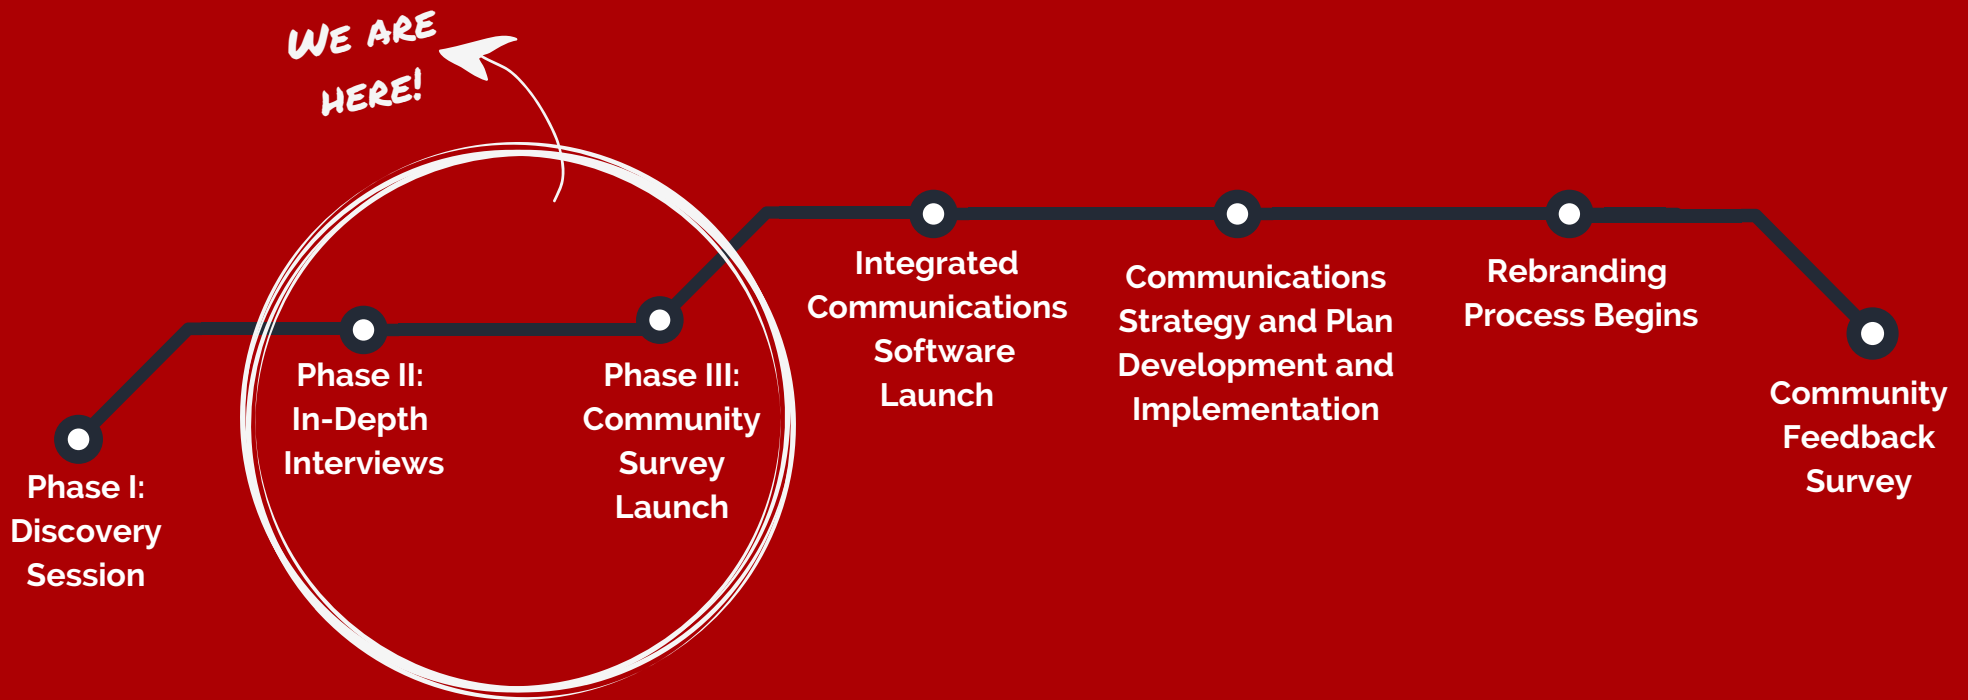 WE ARE
HERE!
Phase I:
Discovery
Session
Phase II:
In-Depth
Interviews
Phase III:
Community
Survey
Launch
Integrated
Communications
Software
Launch
Communications
Strategy and Plan
Development and
Implementation
Rebranding
Process Begins
Community
Feedback
Survey